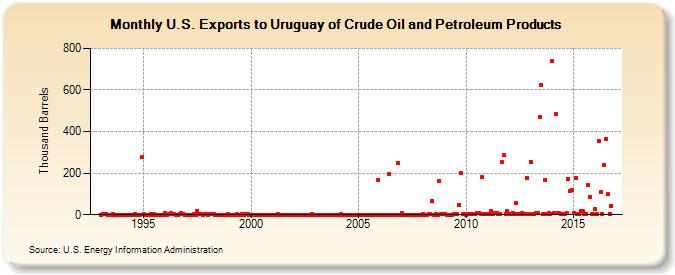 Monthly U.S. Exports to Uruguay of Crude Oil and Petroleum Products
Thousand Barrels
800
600
400
200
0
1995 2000 2005 2010 2015
Source: U.S. Energy Information Administration